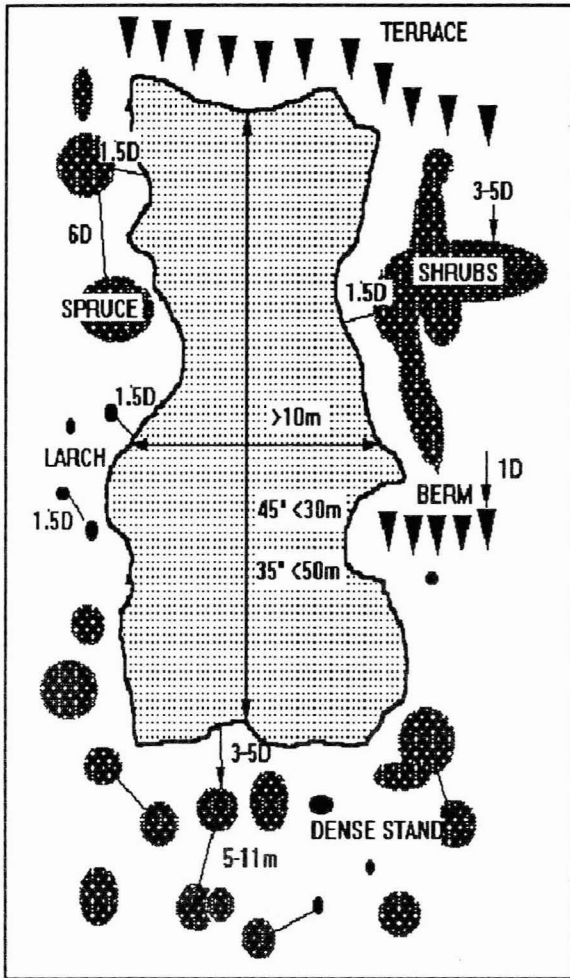 TERRACE
1.5D
3-5D
6D
SHRUBS
1.5D
SPRUCE
1.5D
>10m
LARCH
1D
BERM
1.5D
45° <30m
35° <50m
3-5D
DENSE STAND
5-11m